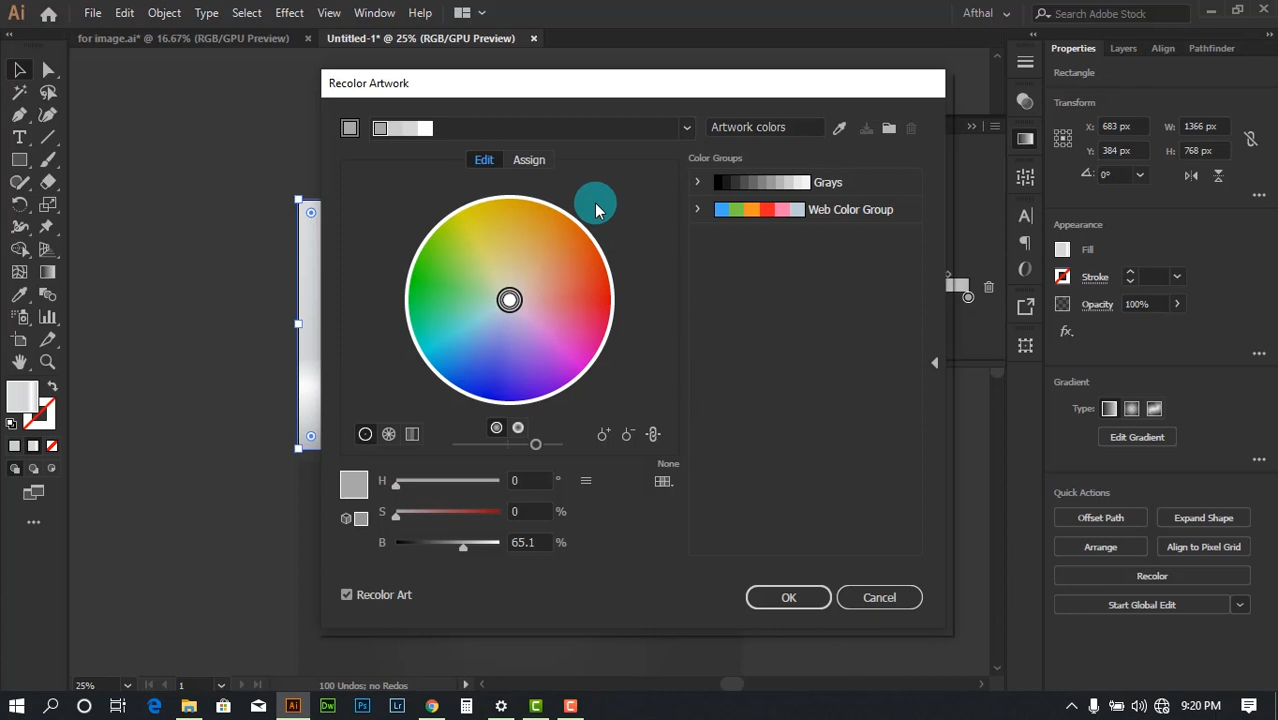 Ai File Edit Object Type Select Effect View Window Help Afthal Search Adobe Stock
for image.ai* @ 16.67% (RGB/GPU Preview) × Untitled-1* @ 25% (RGB/GPU Preview) ×
Properties Layers Align Pathfinder
Rectangle
Recolor Artwork
Transform
Artwork colors
X: 683 px W: 1366 px
Y: 384 px H: 768 px
0°
Edit Assign
Color Groups
Grays
Web Color Group
Appearance
Fill
Stroke
Opacity 100%
fx.
Gradient
Type:
Edit Gradient
None
H 0 °
S 0 %
B 65.1 %
Quick Actions
Offset Path Expand Shape
Arrange Align to Pixel Grid
Recolor
Start Global Edit
Recolor Art
OK Cancel
25% 1 100 Undos; no Redos
Ai Dw Ps Lr 9:20 PM